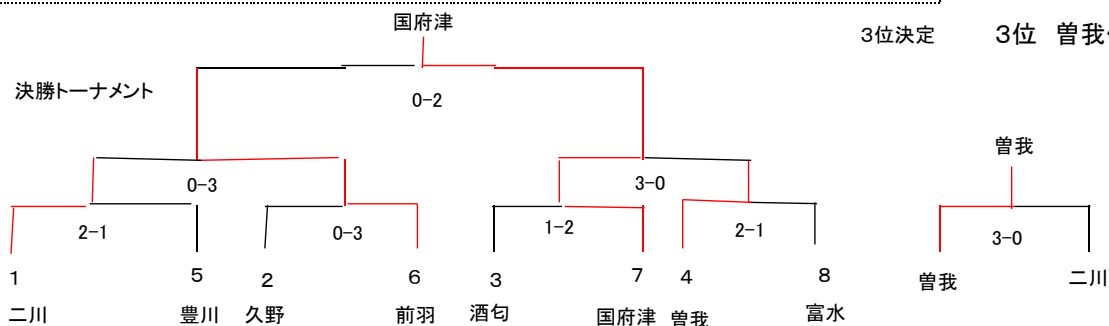 国府津
3位決定 3位 曽我
決勝トーナメント
0-2
曽我
0-3 3-0
2-1 0-3 1-2 2-1 3-0
1 5 2 6 3 7 4 8 曽我 二川
二川 豊川 久野 前羽 酒匂 国府津 曽我 富水